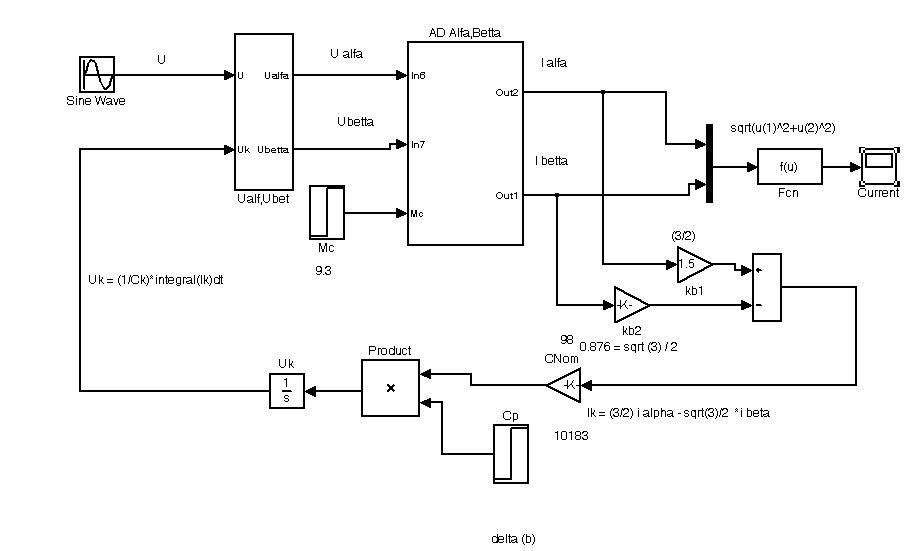 AD Alfa,Betta
U
U alfa
I alfa
Sine Wave
U
Ualfa
In6
Out2
sqrt(u(1)^2+u(2)^2)
Ubetta
Uk
Ubetta
In7
I betta
f(u)
Fcn
Current
Ualf,Ubet
Out1
Mc
Mc
9.3
(3/2)
1.5
kb1
+
-
-K-
kb2
Uk = (1/Ck)*integral(Ik)dt
98
0.876 = sqrt (3) / 2
CNom
-K-
Product
×
Uk
1
s
Ik = (3/2) i alpha - sqrt(3)/2 *i beta
Cp
10183
delta (b)